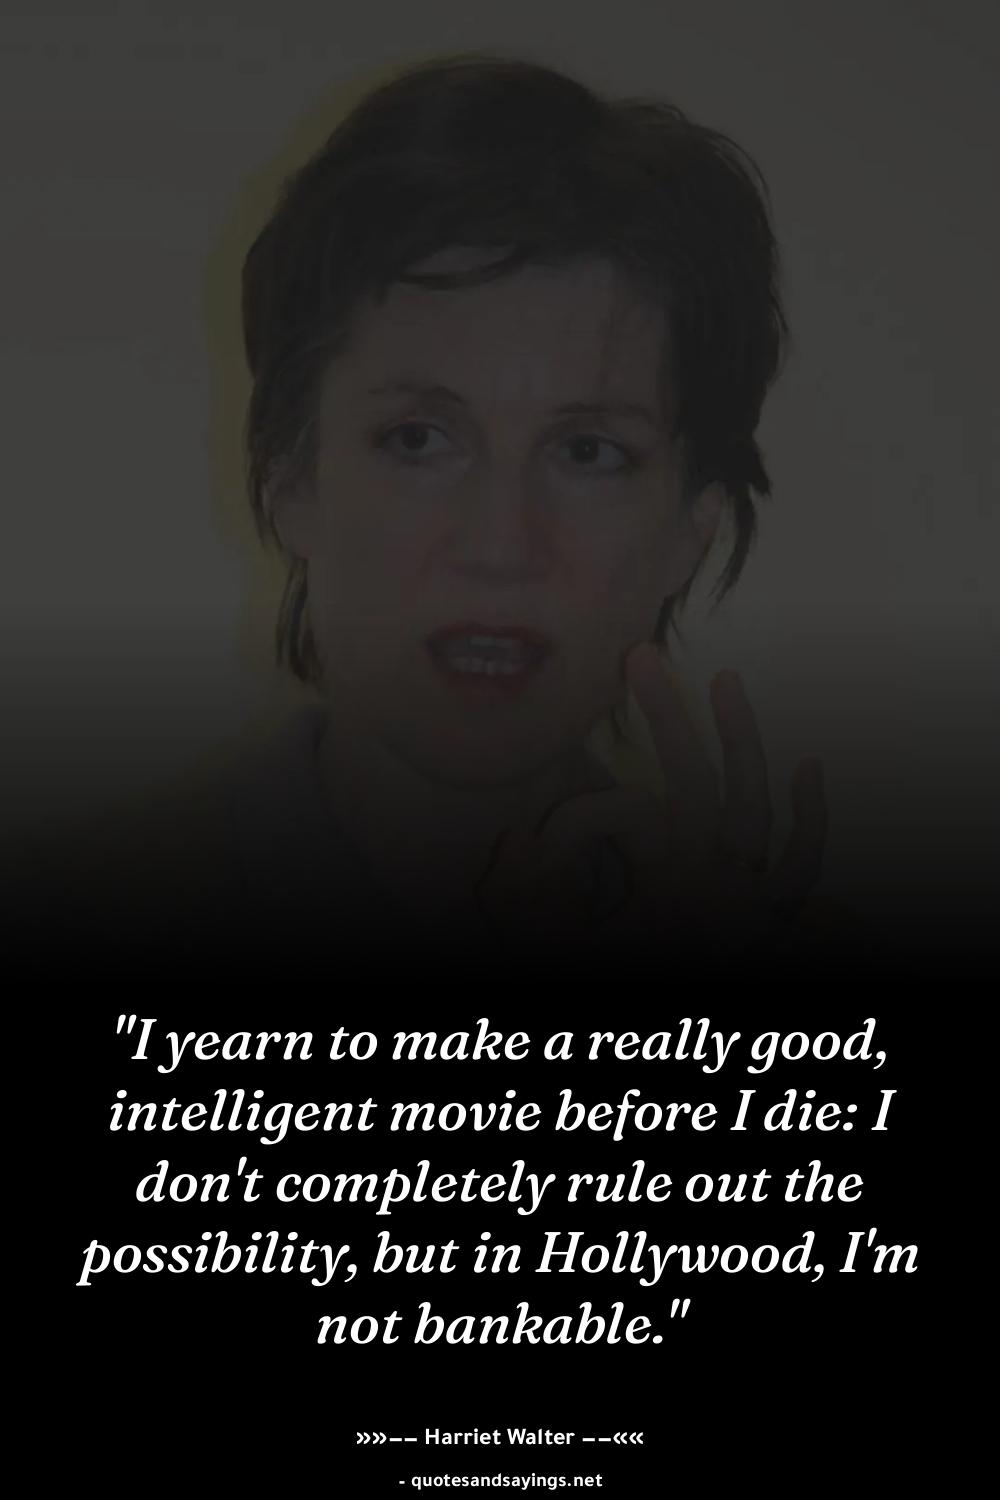 "I yearn to make a really good,
intelligent movie before I die: I
don't completely rule out the
possibility, but in Hollywood, I'm
not bankable."
»»−− Harriet Walter −−««
- quotesandsayings.net